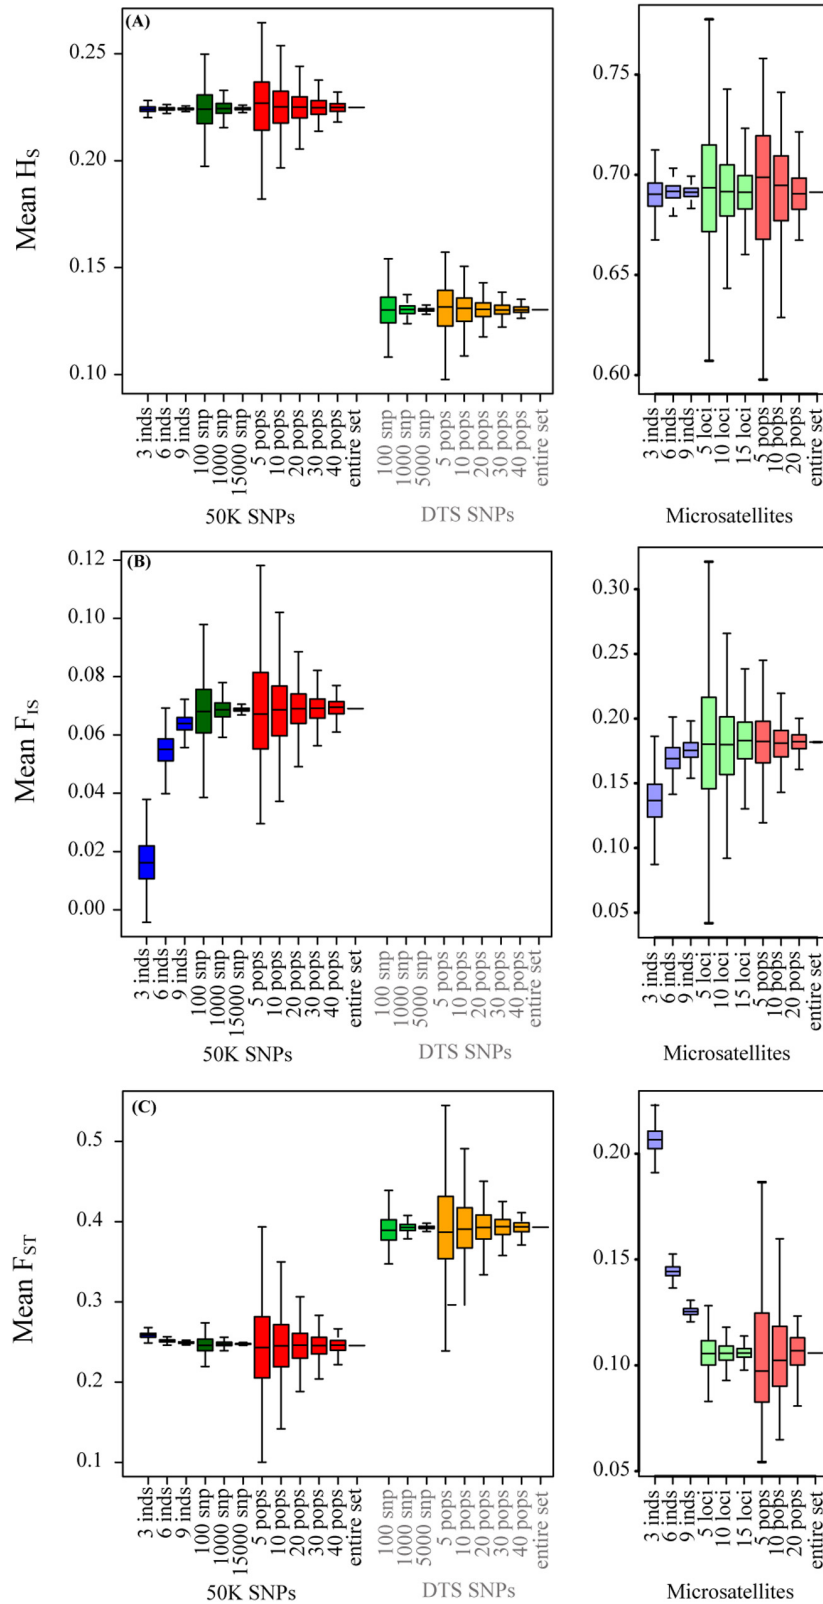 (A)
Mean HS
0.25
0.20
0.15
0.10
0.75
0.70
0.65
0.60
3 inds
6 inds
9 inds
100 snp
1000 snp
15000 snp
5 pops
10 pops
20 pops
30 pops
40 pops
entire set
100 snp
1000 snp
5000 snp
5 pops
10 pops
20 pops
30 pops
40 pops
entire set
3 inds
6 inds
9 inds
5 loci
10 loci
15 loci
5 pops
10 pops
20 pops
entire set
50K SNPs
DTS SNPs
Microsatellites
(B)
Mean FIS
0.12
0.10
0.08
0.06
0.04
0.02
0.00
0.30
0.25
0.20
0.15
0.10
0.05
3 inds
6 inds
9 inds
100 snp
1000 snp
15000 snp
5 pops
10 pops
20 pops
30 pops
40 pops
entire set
100 snp
1000 snp
5000 snp
5 pops
10 pops
20 pops
30 pops
40 pops
entire set
3 inds
6 inds
9 inds
5 loci
10 loci
15 loci
5 pops
10 pops
20 pops
entire set
50K SNPs
DTS SNPs
Microsatellites
(C)
Mean FST
0.5
0.4
0.3
0.2
0.1
0.20
0.15
0.10
0.05
3 inds
6 inds
9 inds
100 snp
1000 snp
15000 snp
5 pops
10 pops
20 pops
30 pops
40 pops
entire set
100 snp
1000 snp
5000 snp
5 pops
10 pops
20 pops
30 pops
40 pops
entire set
3 inds
6 inds
9 inds
5 loci
10 loci
15 loci
5 pops
10 pops
20 pops
entire set
50K SNPs
DTS SNPs
Microsatellites